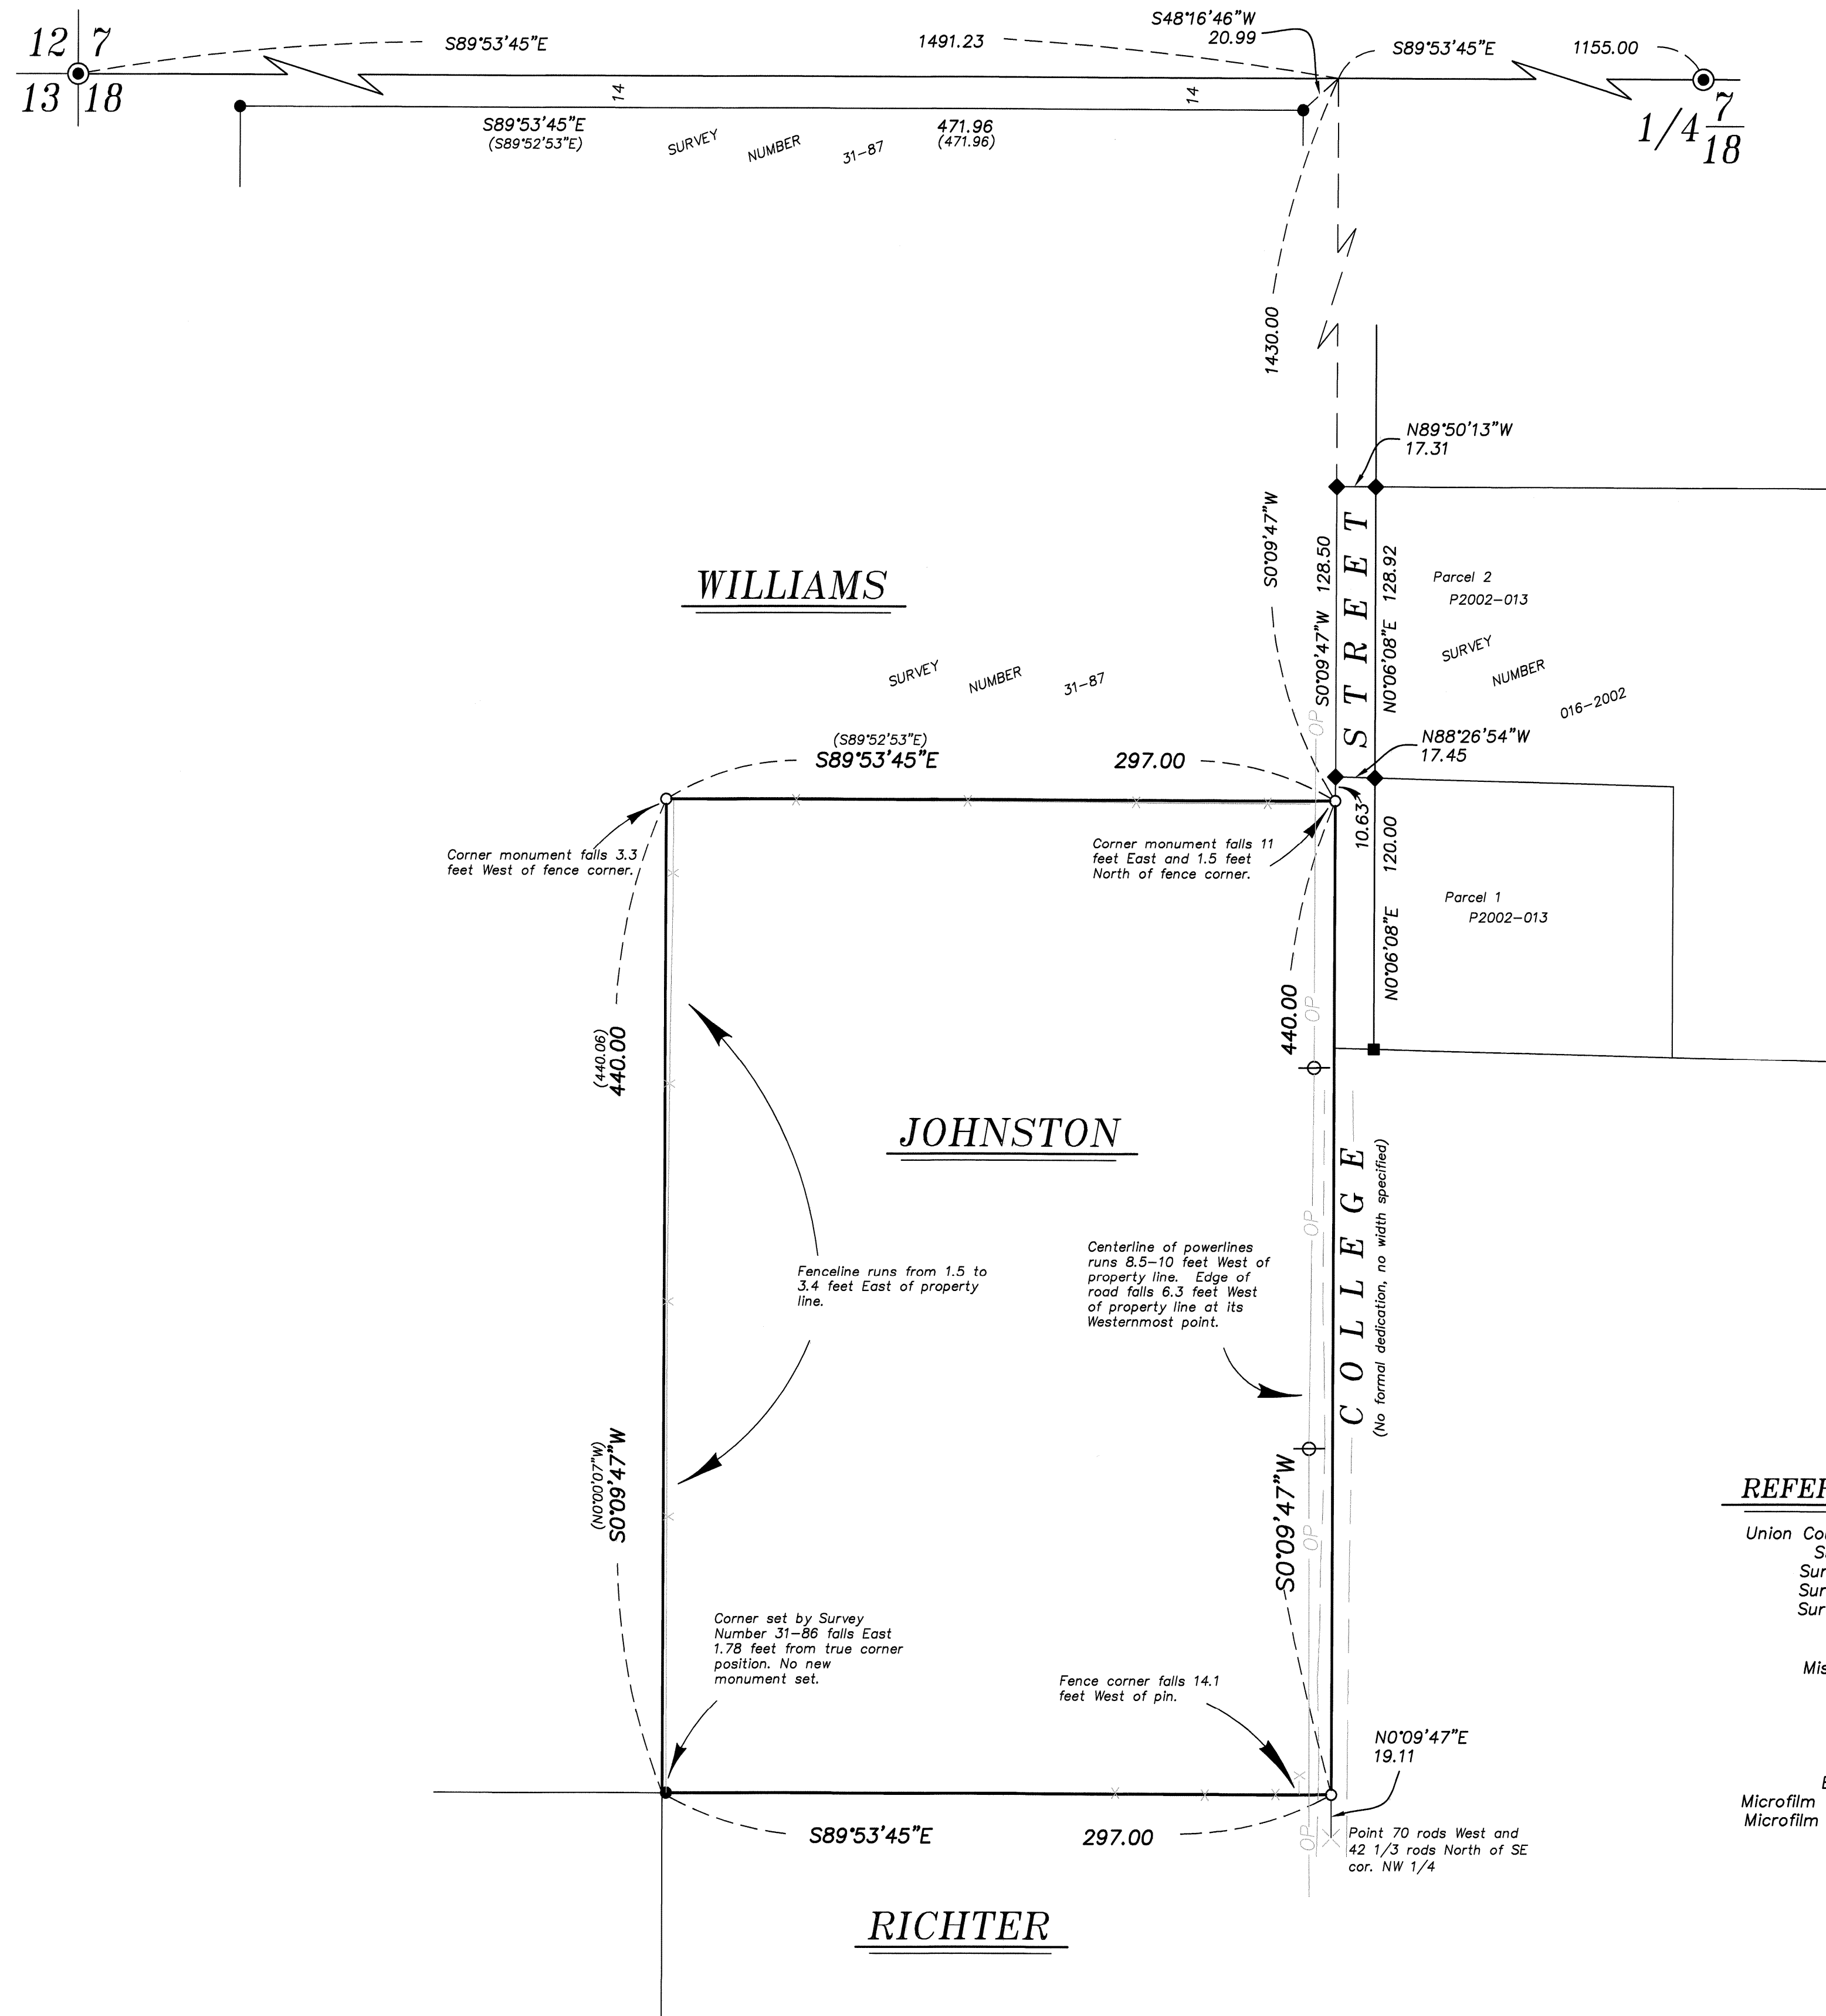 12 7
13 18
S89°53'45"E
1491.23
S48°16'46"W
20.99
S89°53'45"E
1155.00
1/4 7
18
14
14
S89°53'45"E
(S89°52'53"E)
471.96
(471.96)
SURVEY NUMBER 31-87
1430.00
N89°50'13"W
17.31
S0°09'47"W
S0°09'47"W 128.50
STREET
N0°06'08"E 128.92
Parcel 2
P2002-013
SURVEY NUMBER 016-2002
WILLIAMS
SURVEY NUMBER 31-87
OP
N88°26'54"W
17.45
(S89°52'53"E)
S89°53'45"E
297.00
10.63
Corner monument falls 3.3
feet West of fence corner.
Corner monument falls 11
feet East and 1.5 feet
North of fence corner.
N0°06'08"E 120.00
Parcel 1
P2002-013
(440.06)
440.00
440.00
OP
JOHNSTON
COLLEGE
(No formal dedication, no width specified)
OP
Fenceline runs from 1.5 to
3.4 feet East of property
line.
Centerline of powerlines
runs 8.5-10 feet West of
property line. Edge of
road falls 6.3 feet West
of property line at its
Westernmost point.
(N0°00'07"W)
S0°09'47"W
S0°09'47"W
OP
Corner set by Survey
Number 31-86 falls East
1.78 feet from true corner
position. No new
monument set.
Fence corner falls 14.1
feet West of pin.
N0°09'47"E
19.11
S89°53'45"E
297.00
OP
Point 70 rods West and
42 1/3 rods North of SE
cor. NW 1/4
RICHTER
REFER
Union Cou
Su
Sur
Sur
Sur
Mis
Microfilm
Microfilm